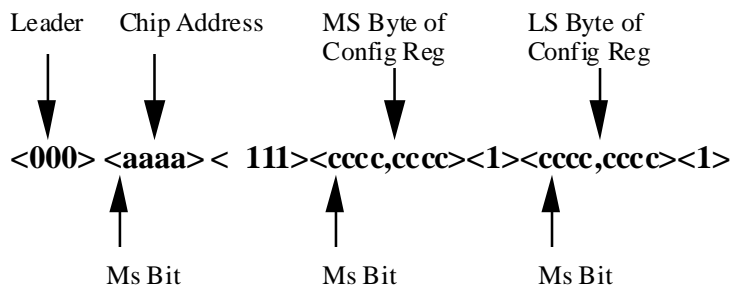 Leader Chip Address MS Byte of LS Byte of
Config Reg Config Reg
<000> <aaaa> < 111><cccc,cccc><1><cccc,cccc><1>
Ms Bit Ms Bit Ms Bit